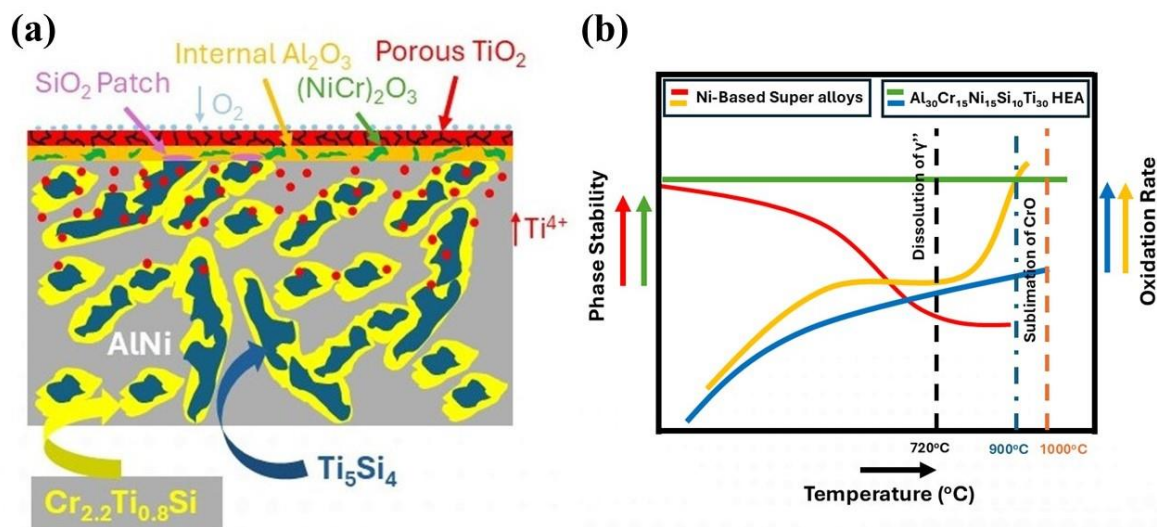 (a)
Internal Al₂O₃
Porous TiO₂
SiO₂ Patch
(NiCr)₂O₃
O₂
Ti⁴⁺
AlNi
Ti₅Si₄
Cr₂.₂Ti₀.₈Si
(b)
Ni-Based Super alloys
Al₃₀Cr₁₅Ni₁₅Si₁₀Ti₃₀ HEA
Phase Stability
Dissolution of γ''
Sublimation of CrO
Oxidation Rate
720°C
900°C
1000°C
Temperature (°C)